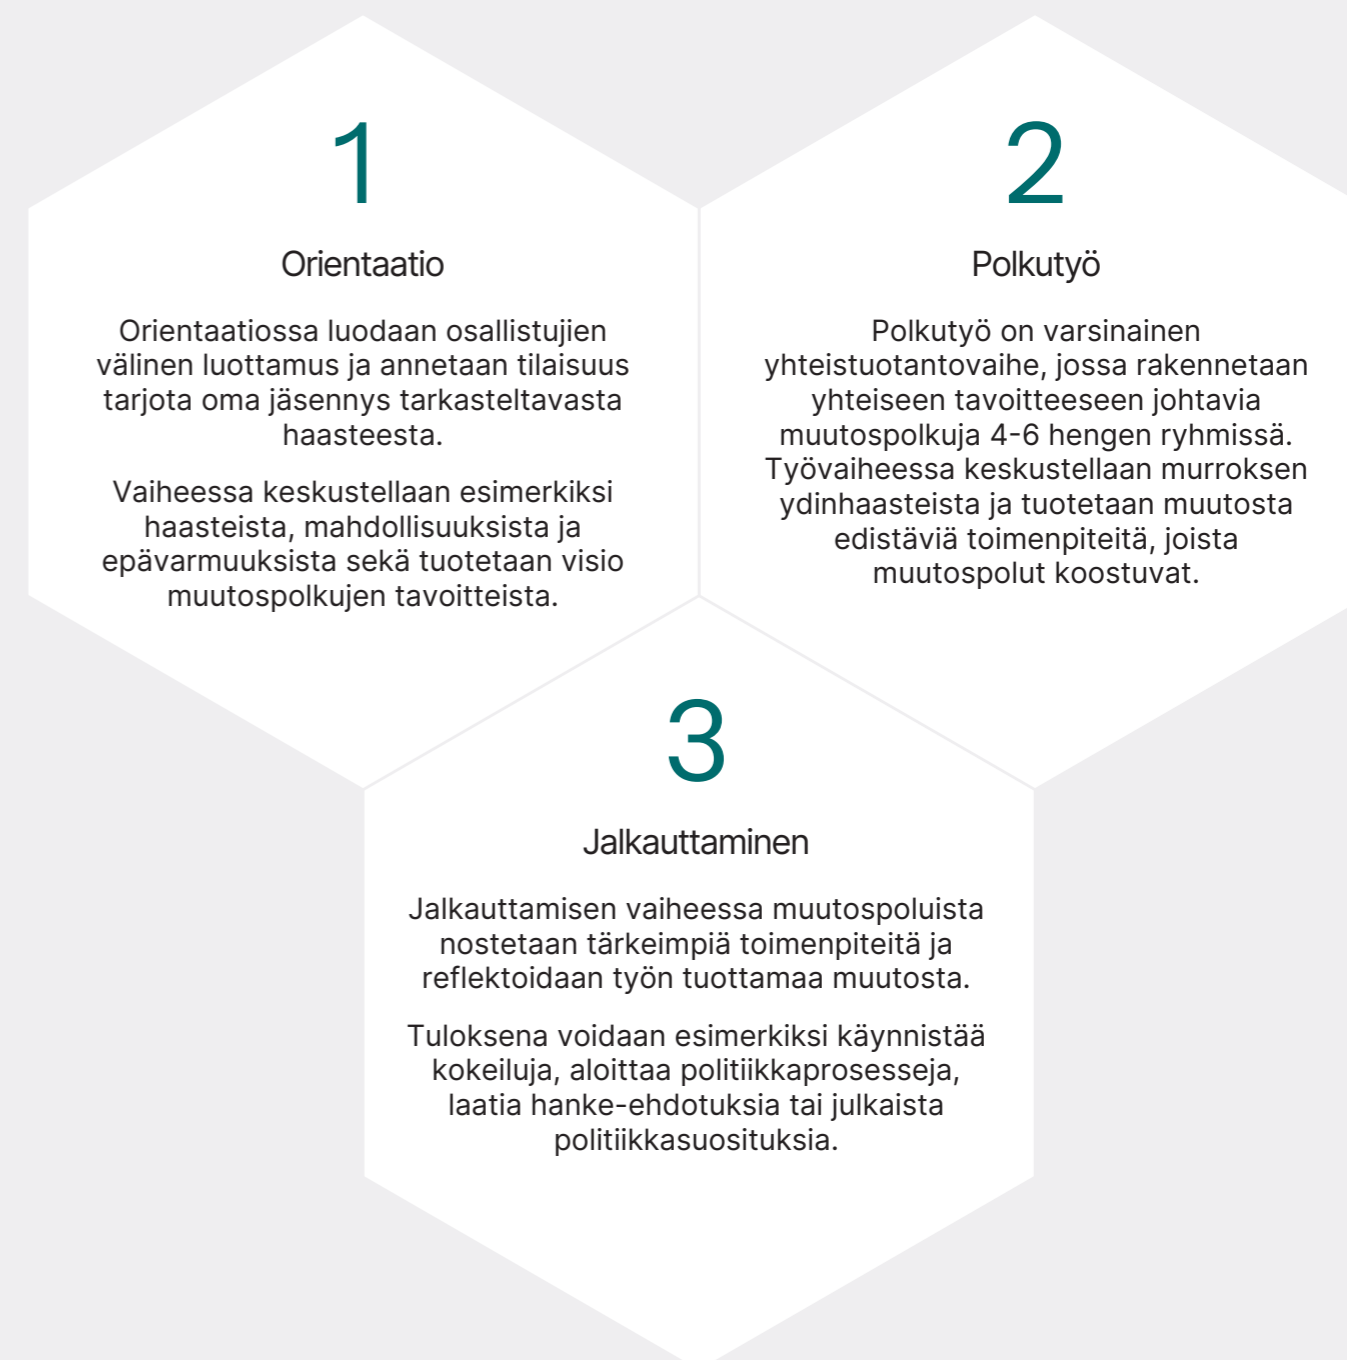 1
Orientaatio
Orientaatiossa luodaan osallistujien
välinen luottamus ja annetaan tilaisuus
tarjota oma jäsennys tarkasteltavasta
haasteesta.
Vaiheessa keskustellaan esimerkiksi
haasteista, mahdollisuuksista ja
epävarmuuksista sekä tuotetaan visio
muutospolkujen tavoitteista.
2
Polkutyö
Polkutyö on varsinainen
yhteistuotantovaihe, jossa rakennetaan
yhteiseen tavoitteeseen johtavia
muutospolkuja 4-6 hengen ryhmissä.
Työvaiheessa keskustellaan murroksen
ydinhaasteista ja tuotetaan muutosta
edistäviä toimenpiteitä, joista
muutospolut koostuvat.
3
Jalkauttaminen
Jalkauttamisen vaiheessa muutospoluista
nostetaan tärkeimpiä toimenpiteitä ja
reflektoidaan työn tuottamaa muutosta.
Tuloksena voidaan esimerkiksi käynnistää
kokeiluja, aloittaa politiikkaprosesseja,
laatia hanke-ehdotuksia tai julkaista
politiikkasuosituksia.